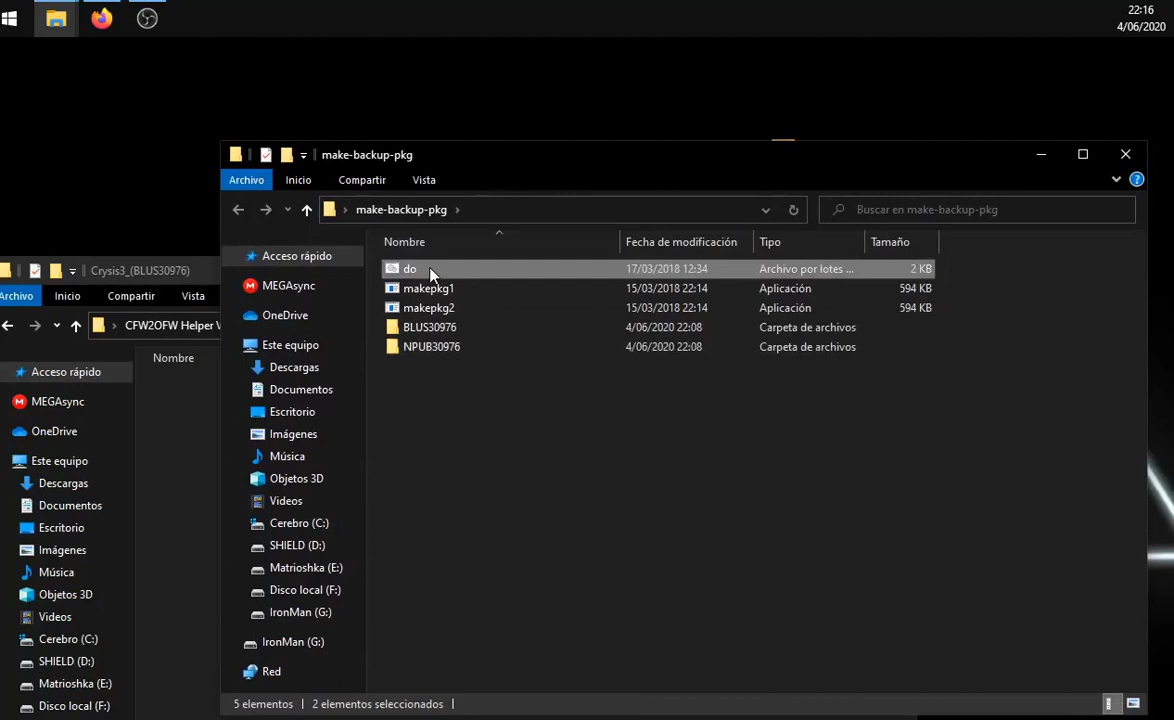 22:16
4/06/2020
make-backup-pkg
Archivo
Inicio
Compartir
Vista
make-backup-pkg
Buscar en make-backup-pkg
Nombre
Fecha de modificación
Tipo
Tamaño
do
17/03/2018 12:34
Archivo por lotes ...
2 KB
makepkg1
15/03/2018 22:14
Aplicación
594 KB
makepkg2
15/03/2018 22:14
Aplicación
594 KB
BLUS30976
4/06/2020 22:08
Carpeta de archivos
NPUB30976
4/06/2020 22:08
Carpeta de archivos
Acceso rápido
MEGAsync
OneDrive
Este equipo
Descargas
Documentos
Escritorio
Imágenes
Música
Objetos 3D
Videos
Cerebro (C:)
SHIELD (D:)
Matrioshka (E:)
Disco local (F:)
IronMan (G:)
IronMan (G:)
Red
5 elementos
2 elementos seleccionados
Crysis3_(BLUS30976)
Archivo
Inicio
Compartir
Vista
CFW2OFW Helper
Nombre
Acceso rápido
MEGAsync
OneDrive
Este equipo
Descargas
Documentos
Escritorio
Imágenes
Música
Objetos 3D
Videos
Cerebro (C:)
SHIELD (D:)
Matrioshka (E:)
Disco local (F:)